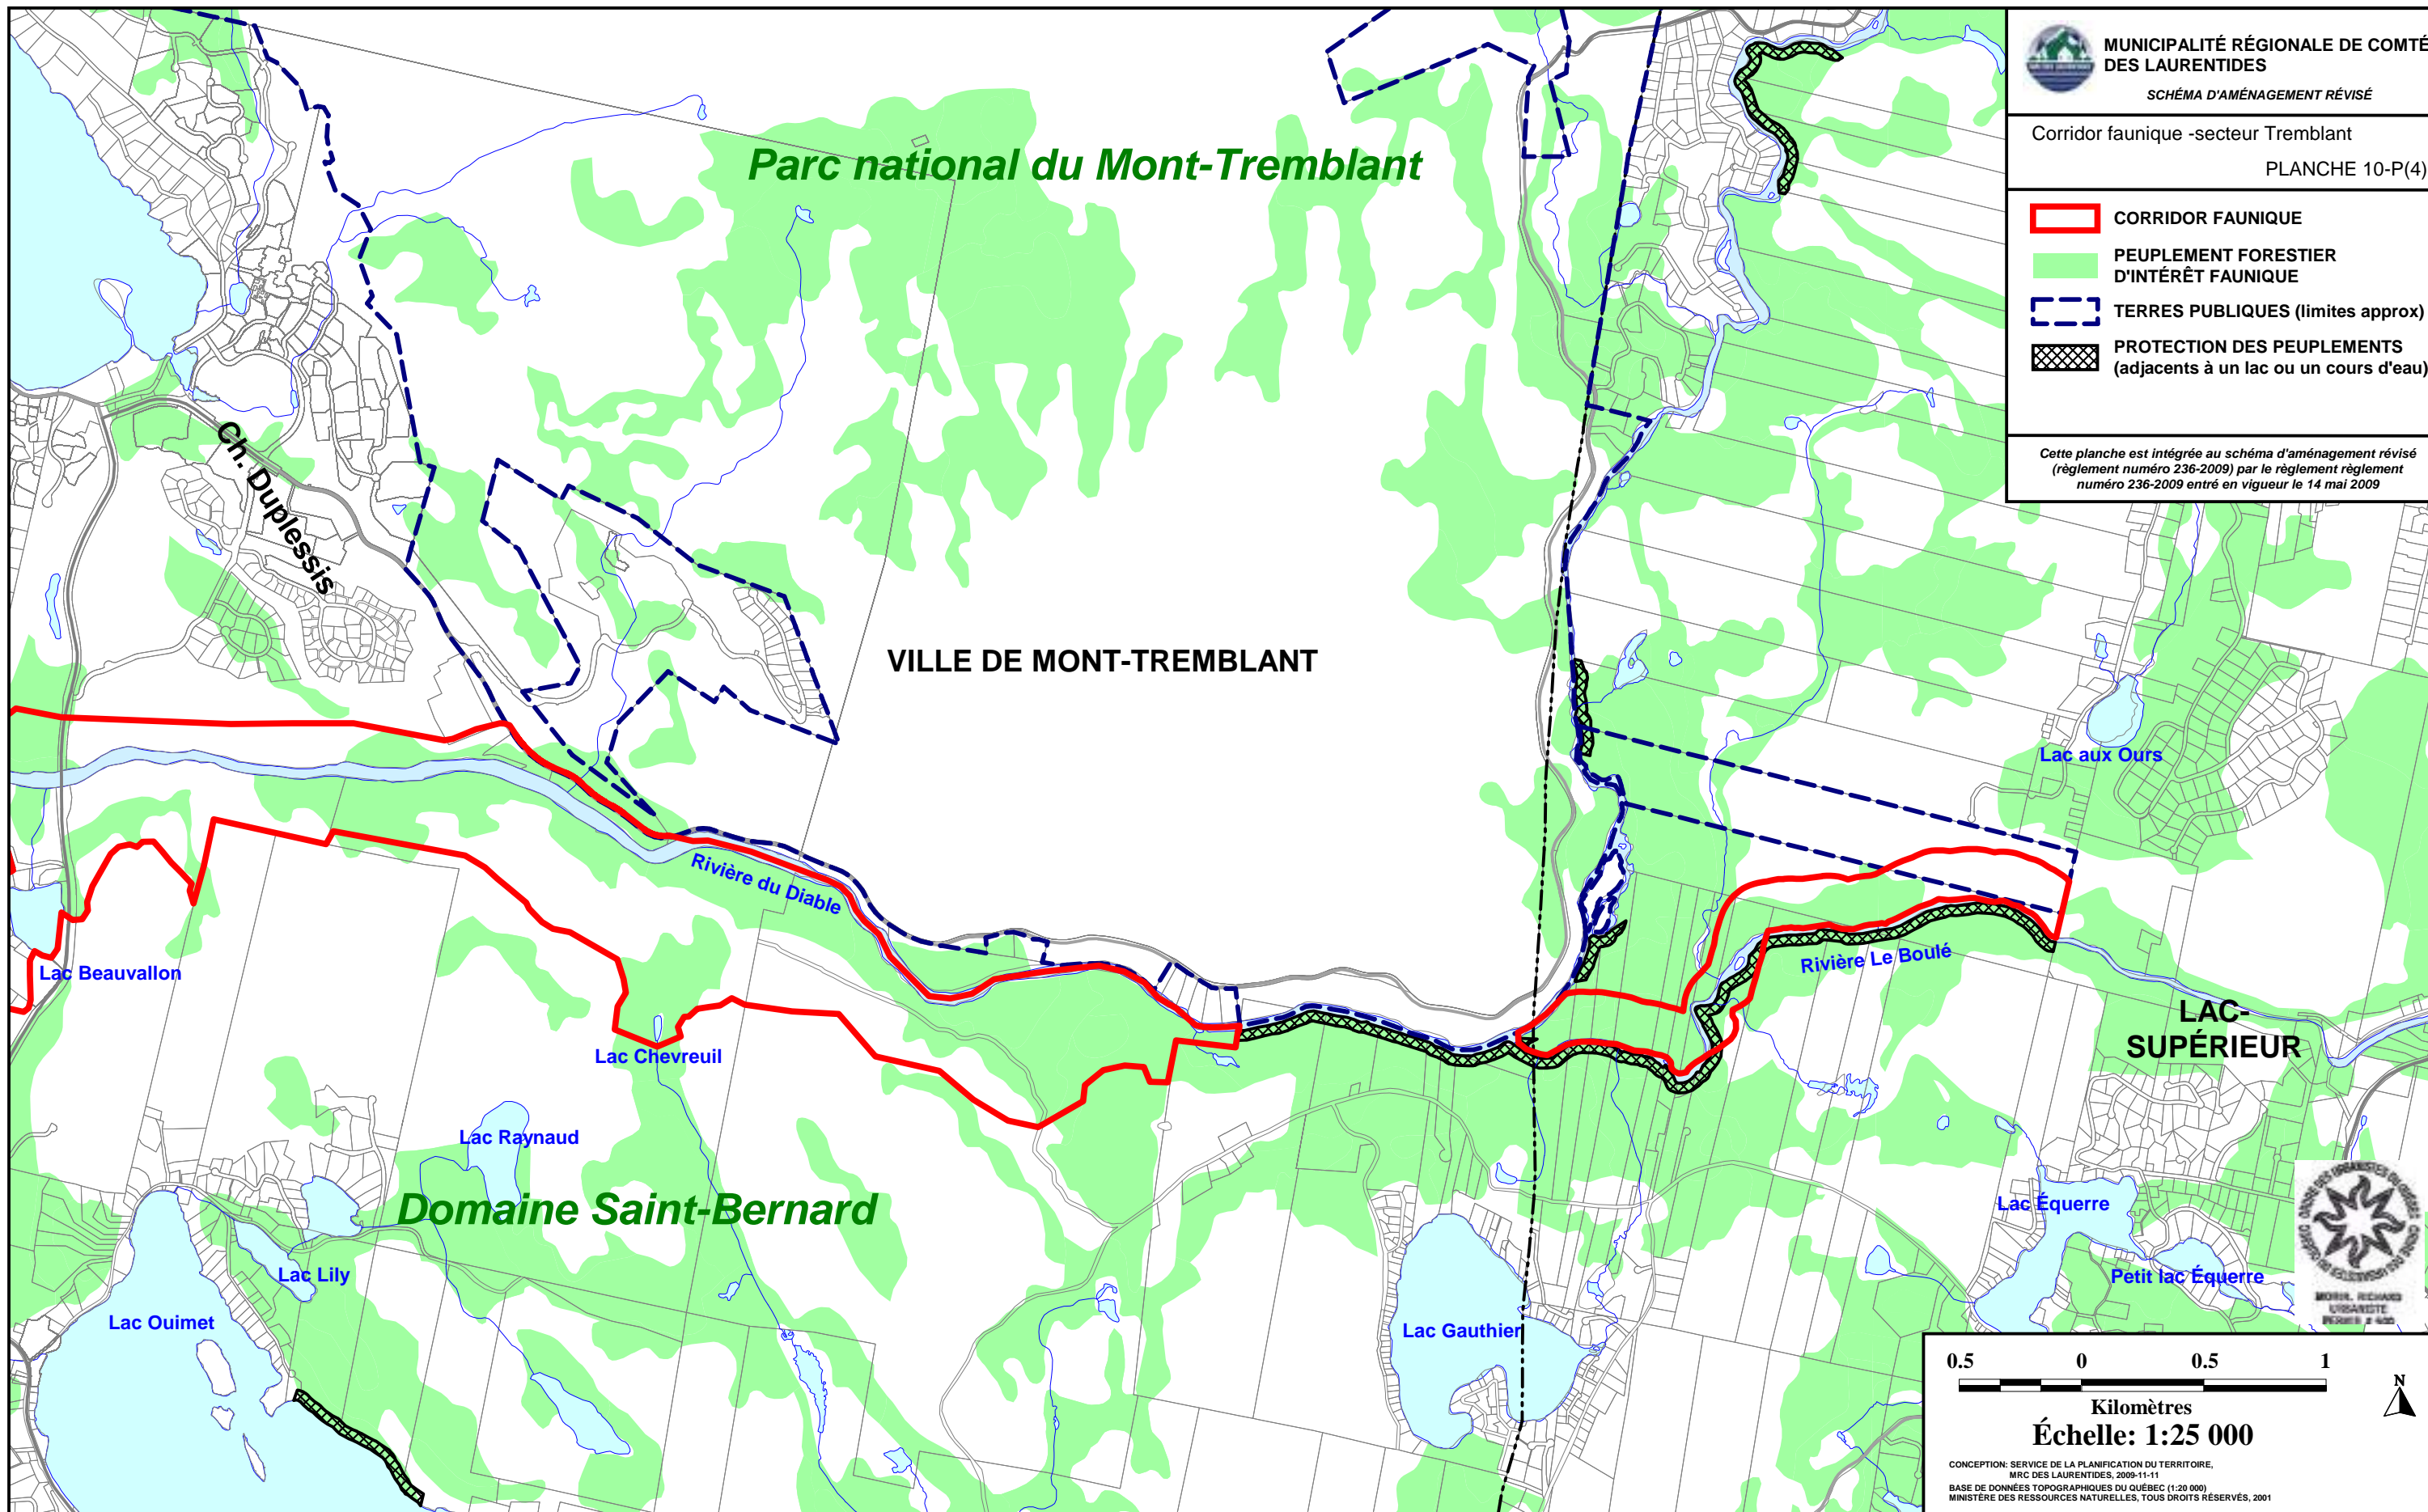 MUNICIPALITÉ RÉGIONALE DE COMTÉ
DES LAURENTIDES
SCHÉMA D'AMÉNAGEMENT RÉVISÉ
Corridor faunique -secteur Tremblant
PLANCHE 10-P(4)
CORRIDOR FAUNIQUE
PEUPLEMENT FORESTIER
D'INTÉRÊT FAUNIQUE
TERRES PUBLIQUES (limites approx)
PROTECTION DES PEUPLEMENTS
(adjacents à un lac ou un cours d'eau)
Cette planche est intégrée au schéma d'aménagement révisé
(règlement numéro 236-2009) par le règlement règlement
numéro 236-2009 entré en vigueur le 14 mai 2009
Parc national du Mont-Tremblant
Ch. Duplessis
VILLE DE MONT-TREMBLANT
Lac aux Ours
Rivière du Diable
Rivière Le Boulé
Lac Beauvallon
LAC-
SUPÉRIEUR
Lac Chevreuil
Lac Raynaud
Domaine Saint-Bernard
Lac Équerre
Lac Lily
Petit lac Équerre
Lac Ouimet
Lac Gauthier
MORIN, RICHARD
URBANISTE
0.5 0 0.5 1
Kilomètres
Échelle: 1:25 000
N
CONCEPTION: SERVICE DE LA PLANIFICATION DU TERRITOIRE,
MRC DES LAURENTIDES, 2009-11-11
BASE DE DONNÉES TOPOGRAPHIQUES DU QUÉBEC (1:20 000)
MINISTÈRE DES RESSOURCES NATURELLES, TOUS DROITS RÉSERVÉS, 2001